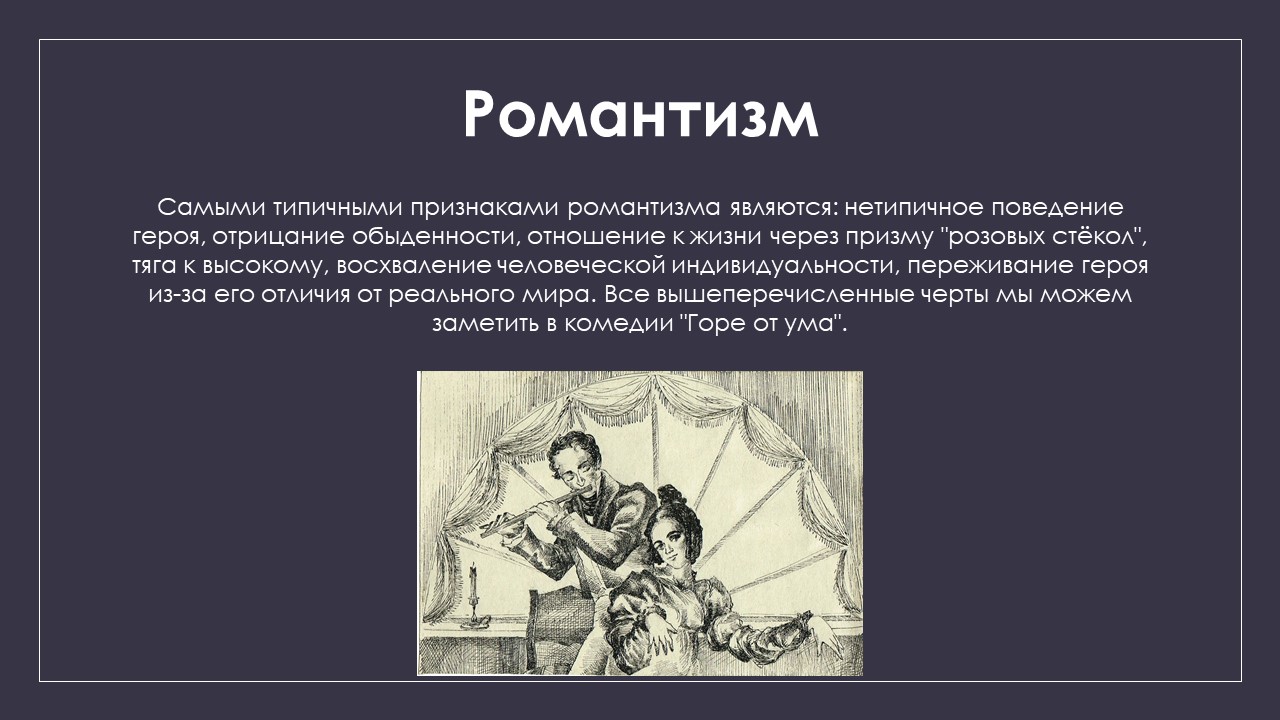 Романтизм
Самыми типичными признаками романтизма являются: нетипичное поведение
героя, отрицание обыденности, отношение к жизни через призму "розовых стёкол",
тяга к высокому, восхваление человеческой индивидуальности, переживание героя
из-за его отличия от реального мира. Все вышеперечисленные черты мы можем
заметить в комедии "Горе от ума".